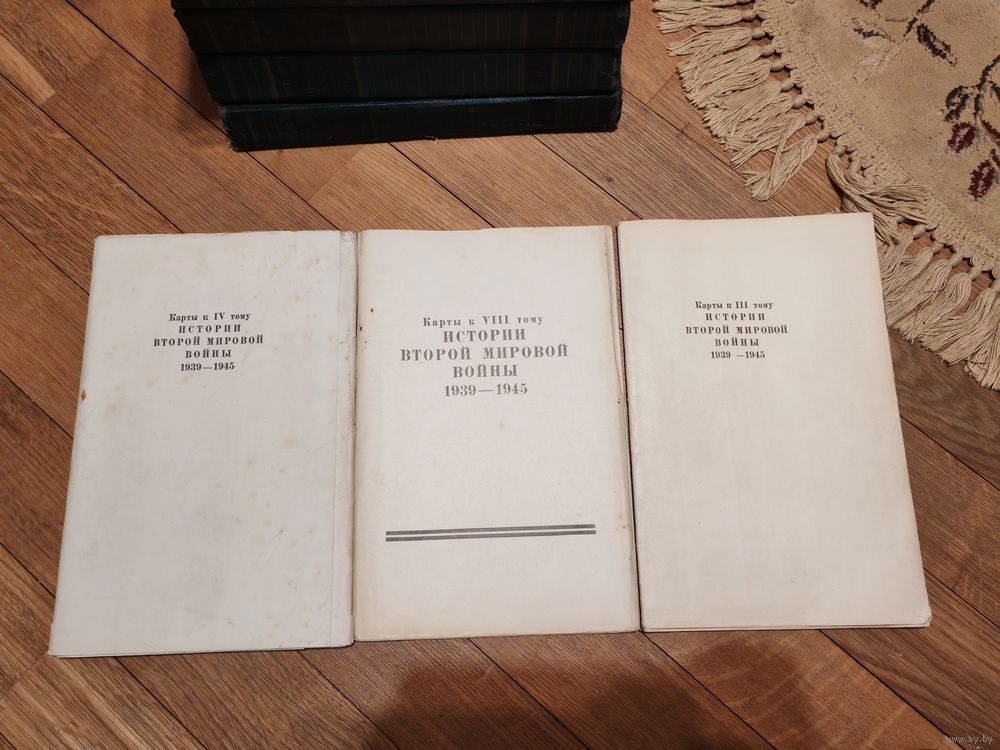 Карты к IV тому
ИСТОРИИ
ВТОРОЙ МИРОВОЙ
ВОЙНЫ
1939—1945
Карты к VIII тому
ИСТОРИИ
ВТОРОЙ МИРОВОЙ
ВОЙНЫ
1939—1945
Карты к III тому
ИСТОРИИ
ВТОРОЙ МИРОВОЙ
ВОЙНЫ
1939 —1945
www.ay.by